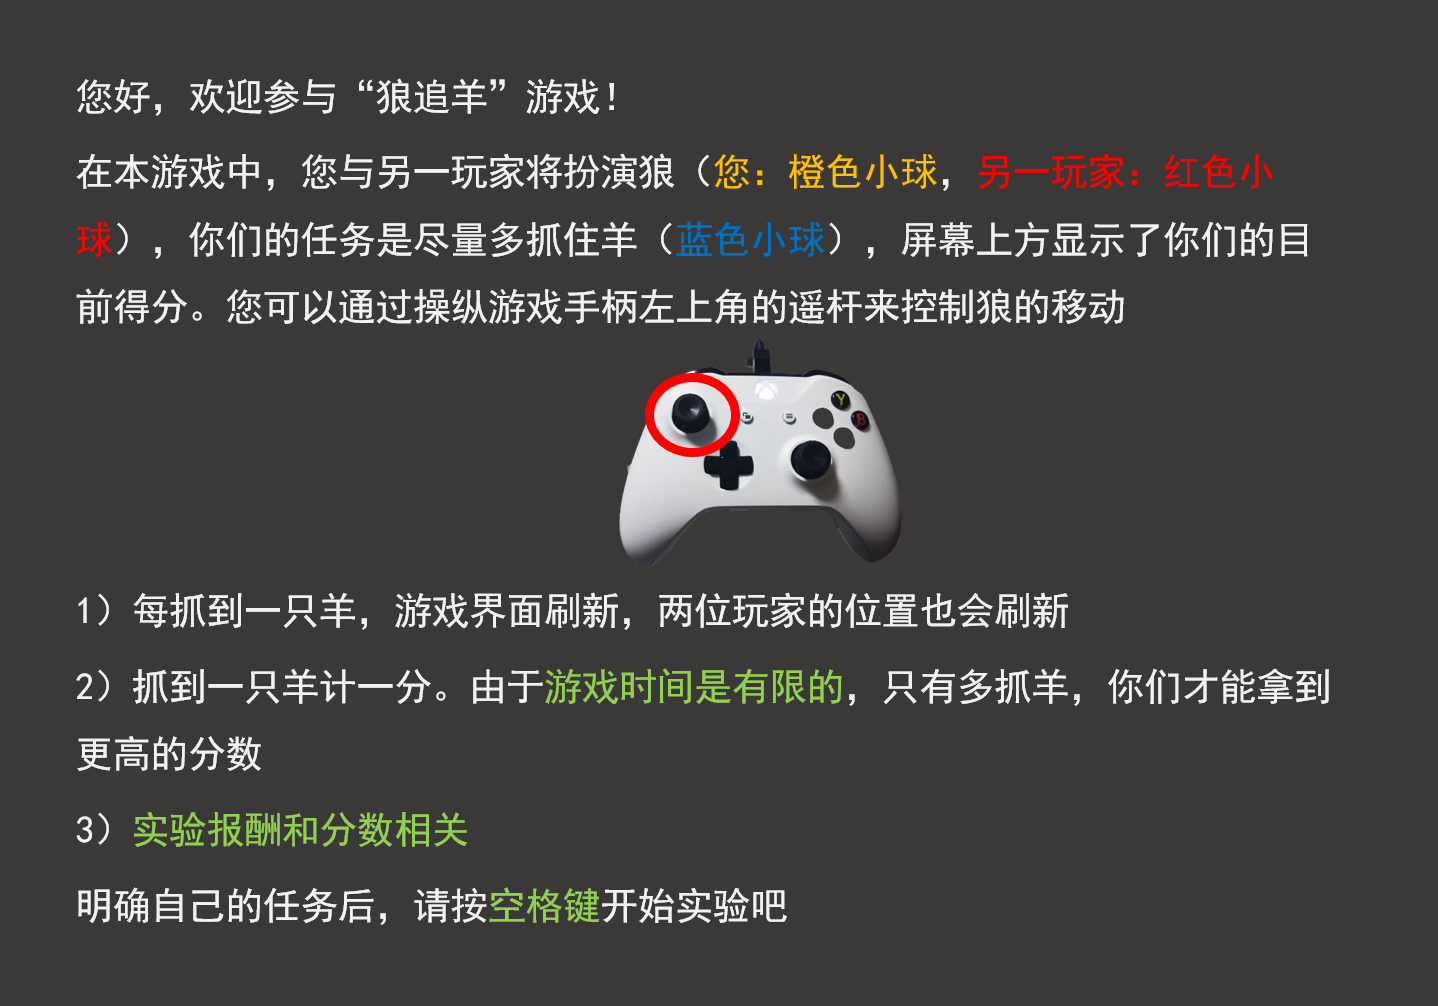 您好，欢迎参与“狼追羊”游戏！
在本游戏中，您与另一玩家将扮演狼（您：橙色小球，另一玩家：红色小
球），你们的任务是尽量多抓住羊（蓝色小球），屏幕上方显示了你们的目
前得分。您可以通过操纵游戏手柄左上角的遥杆来控制狼的移动
Y
B
1）每抓到一只羊，游戏界面刷新，两位玩家的位置也会刷新
2）抓到一只羊计一分。由于游戏时间是有限的，只有多抓羊，你们才能拿到
更高的分数
3）实验报酬和分数相关
明确自己的任务后，请按空格键开始实验吧